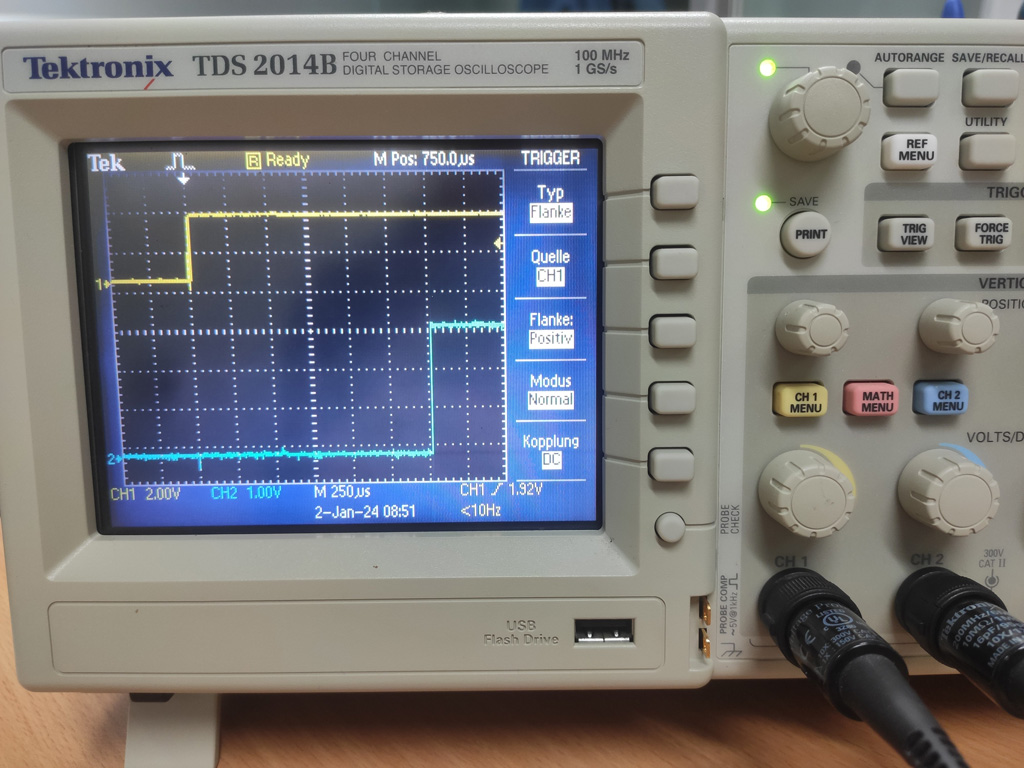 Tektronix TDS 2014B FOUR CHANNEL DIGITAL STORAGE OSCILLOSCOPE 100 MHz 1 GS/s
Tek R Ready M Pos: 750.0µs TRIGGER
Typ
Flanke
Quelle
CH1
Flanke:
Positiv
Modus
Normal
Kopplung
DC
1
2
CH1 2.00V CH2 1.00V M 250µs CH1 1.92V
2-Jan-24 08:51 <10Hz
USB
Flash Drive
AUTORANGE SAVE/RECALL
REF
MENU
UTILITY
SAVE
PRINT
TRIG
VIEW
FORCE
TRIG
CH 1
MENU
MATH
MENU
CH 2
MENU
VOLTS/D
PROBE
CHECK
CH 1
CH 2
300V
CAT II
PROBE COMP
~5V@1kHz